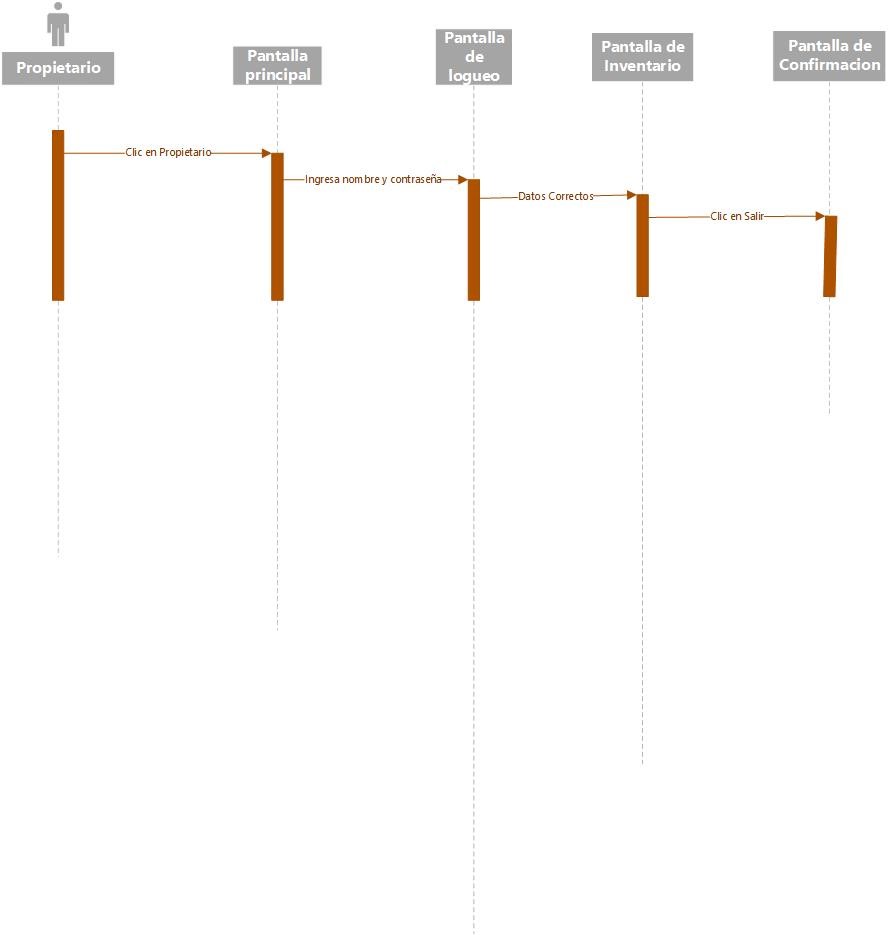 Propietario
Pantalla
principal
Pantalla
de
logueo
Pantalla de
Inventario
Pantalla de
Confirmacion
Clic en Propietario
Ingresa nombre y contraseña
Datos Correctos
Clic en Salir